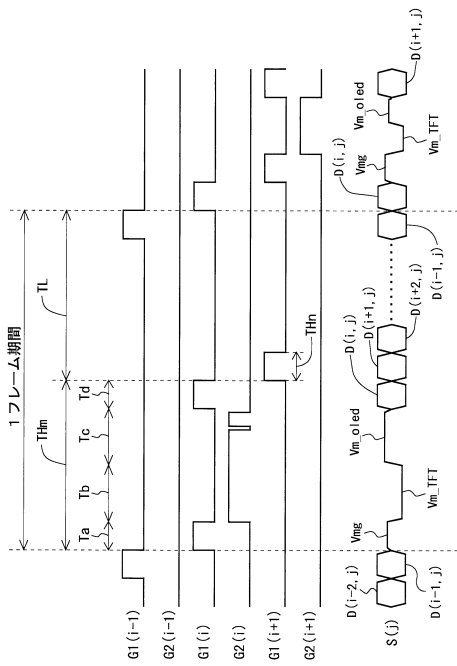 1フレーム期間
THm
TL
Ta
Tb
Tc
Td
G1(i-1)
G2(i-1)
G1(i)
G2(i)
G1(i+1)
THn
G2(i+1)
S(j)
D(i-2, j)
D(i-1, j)
Vmg
Vm_TFT
Vm_oled
D(i, j)
D(i+1, j)
D(i+2, j)
D(i-1, j)
D(i, j)
Vmg
Vm_TFT
Vm_oled
D(i+1, j)